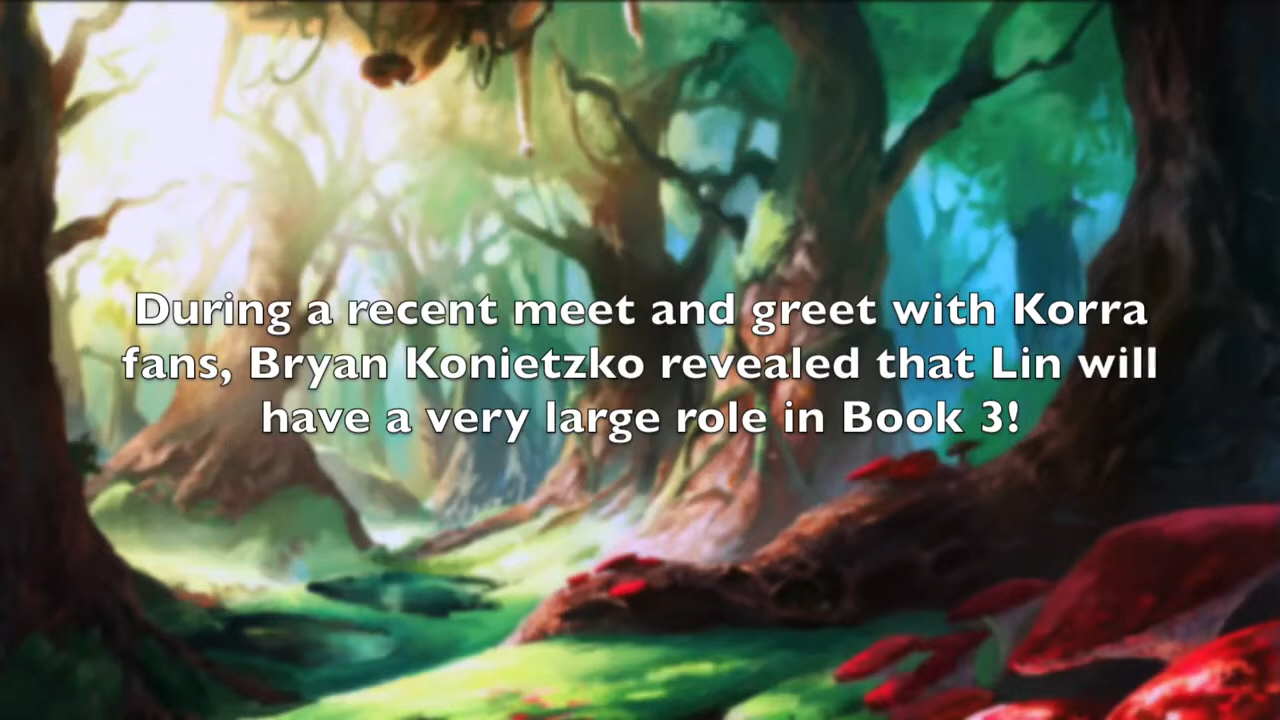 During a recent meet and greet with Korra
fans, Bryan Konietzko revealed that Lin will
have a very large role in Book 3!